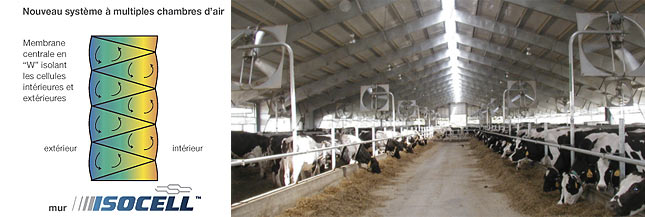 Nouveau système à multiples chambres d'air
Membrane
centrale en
“W” isolant
les cellules
intérieures et
extérieures
extérieur
intérieur
mur ISOCELL™